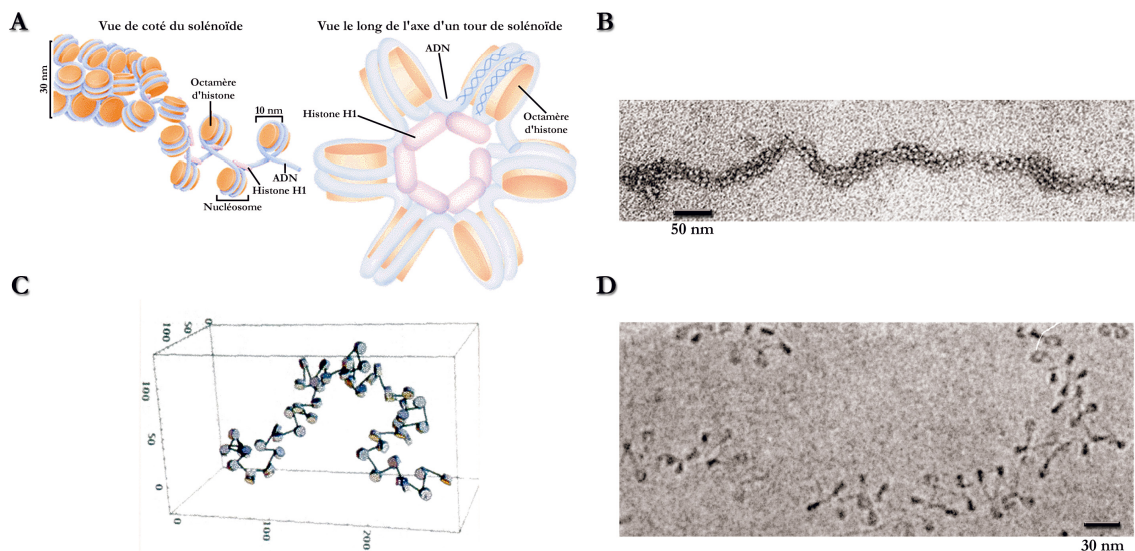 A
Vue de coté du solénoïde
30 nm
Octamère
d'histone
10 nm
ADN
Histone H1
Nucléosome
Vue le long de l'axe d'un tour de solénoïde
ADN
Histone H1
Octamère
d'histone
B
50 nm
C
100
50
0
100
50
0
0
100
200
D
30 nm